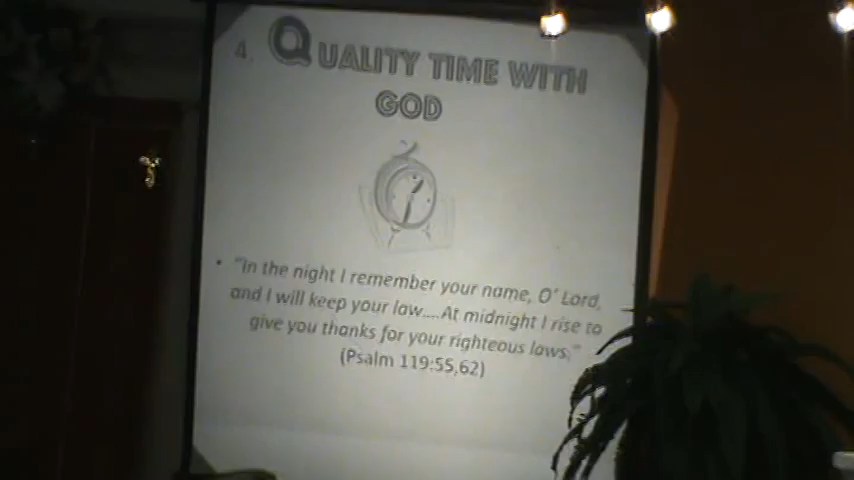 4. QUALITY TIME WITH
GOD
• "In the night I remember your name, O' Lord,
and I will keep your law....At midnight I rise to
give you thanks for your righteous laws."
(Psalm 119:55,62)